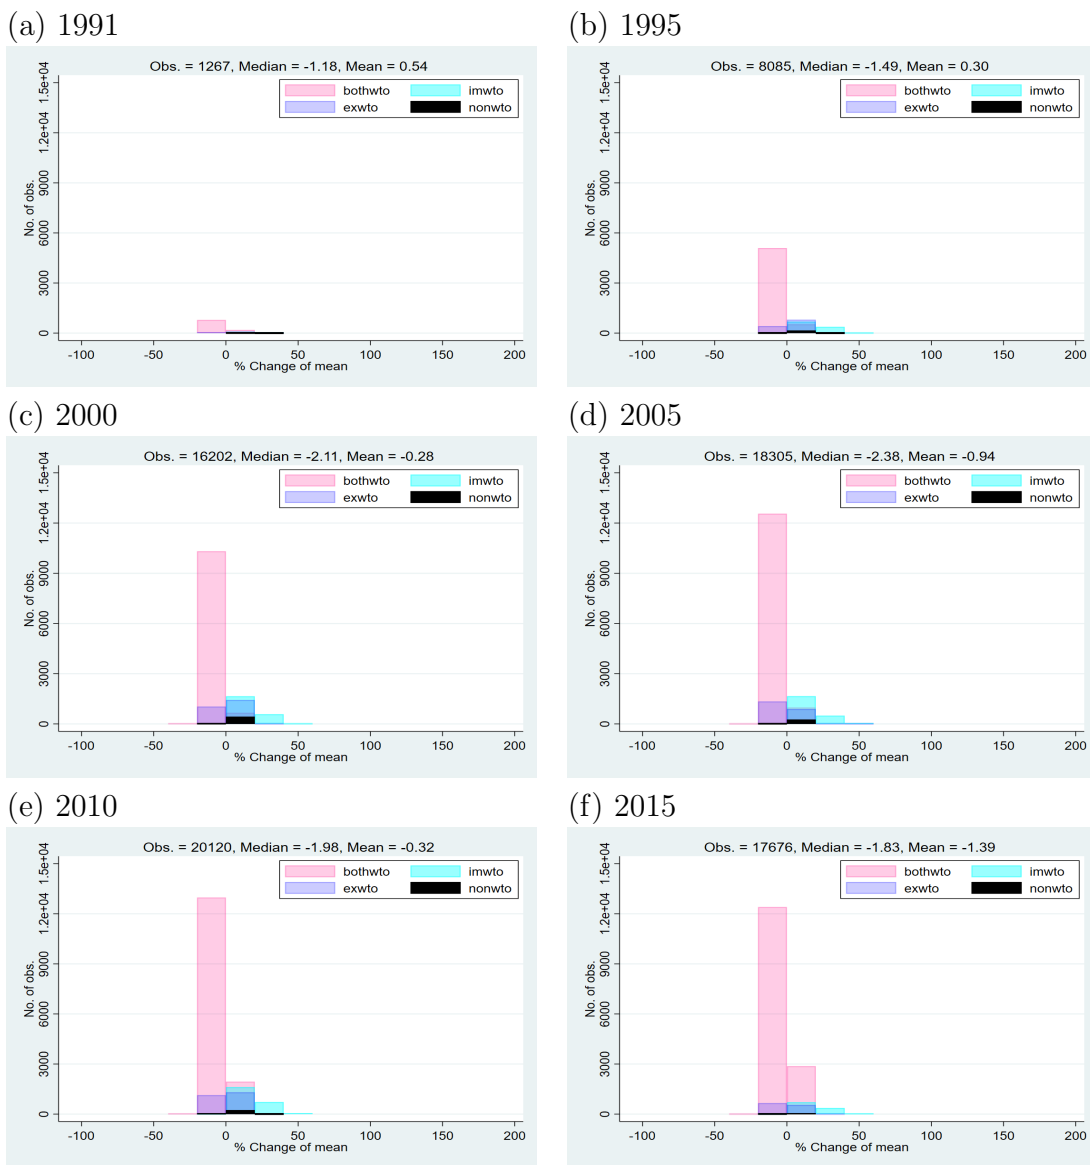 (a) 1991
Obs. = 1267, Median = -1.18, Mean = 0.54
bothwto
imwto
exwto
nonwto
No. of obs.
0 3000 6000 9000 1.2e+04 1.5e+04
-100 -50 0 50 100 150 200
% Change of mean
(b) 1995
Obs. = 8085, Median = -1.49, Mean = 0.30
bothwto
imwto
exwto
nonwto
No. of obs.
0 3000 6000 9000 1.2e+04 1.5e+04
-100 -50 0 50 100 150 200
% Change of mean
(c) 2000
Obs. = 16202, Median = -2.11, Mean = -0.28
bothwto
imwto
exwto
nonwto
No. of obs.
0 3000 6000 9000 1.2e+04 1.5e+04
-100 -50 0 50 100 150 200
% Change of mean
(d) 2005
Obs. = 18305, Median = -2.38, Mean = -0.94
bothwto
imwto
exwto
nonwto
No. of obs.
0 3000 6000 9000 1.2e+04 1.5e+04
-100 -50 0 50 100 150 200
% Change of mean
(e) 2010
Obs. = 20120, Median = -1.98, Mean = -0.32
bothwto
imwto
exwto
nonwto
No. of obs.
0 3000 6000 9000 1.2e+04 1.5e+04
-100 -50 0 50 100 150 200
% Change of mean
(f) 2015
Obs. = 17676, Median = -1.83, Mean = -1.39
bothwto
imwto
exwto
nonwto
No. of obs.
0 3000 6000 9000 1.2e+04 1.5e+04
-100 -50 0 50 100 150 200
% Change of mean